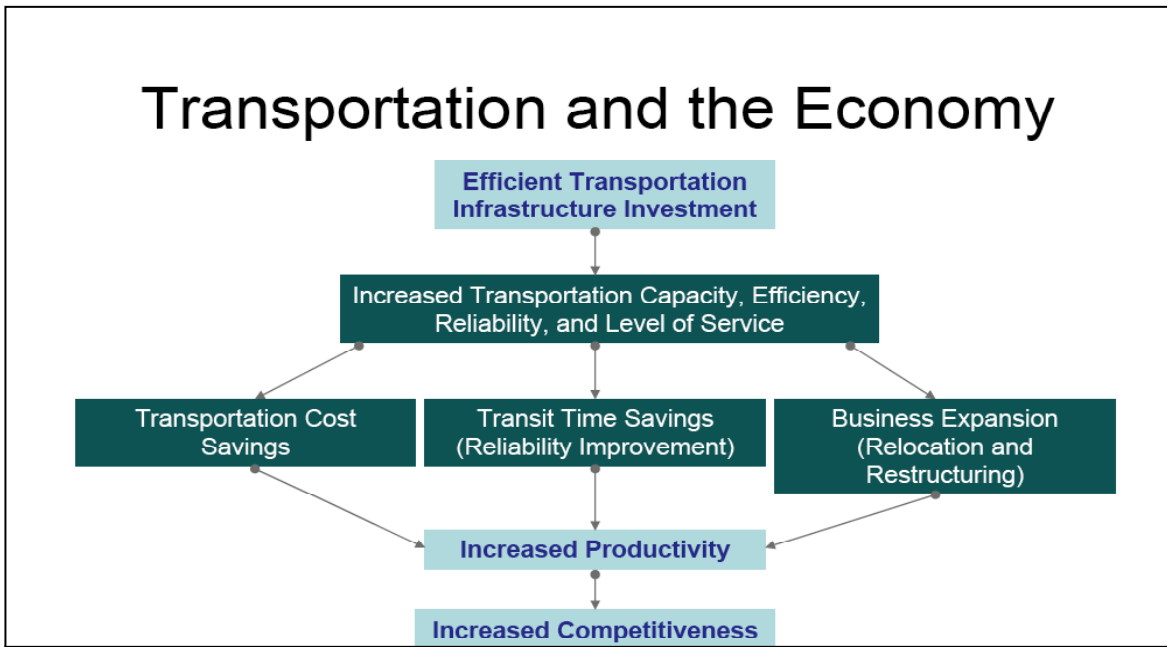 Transportation and the Economy
Efficient Transportation
Infrastructure Investment
Increased Transportation Capacity, Efficiency,
Reliability, and Level of Service
Transportation Cost
Savings
Transit Time Savings
(Reliability Improvement)
Business Expansion
(Relocation and
Restructuring)
Increased Productivity
Increased Competitiveness